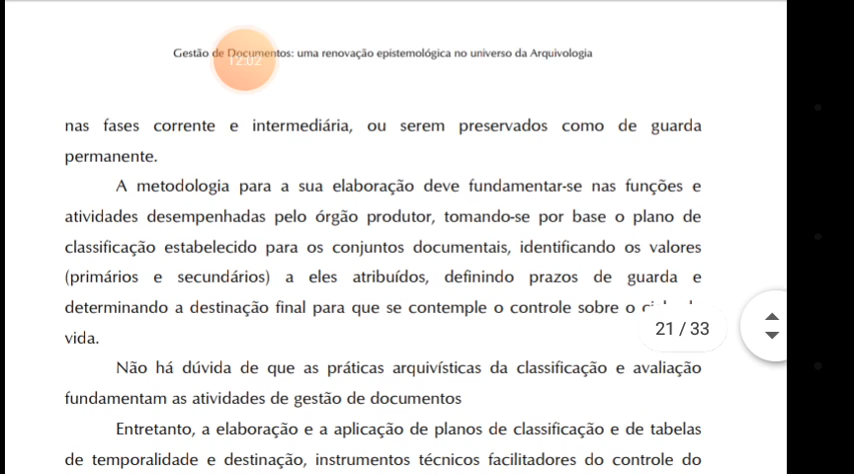 Gestão de Documentos: uma renovação epistemológica no universo da Arquivologia
12:02
nas fases corrente e intermediária, ou serem preservados como de guarda
permanente.
A metodologia para a sua elaboração deve fundamentar-se nas funções e
atividades desempenhadas pelo órgão produtor, tomando-se por base o plano de
classificação estabelecido para os conjuntos documentais, identificando os valores
(primários e secundários) a eles atribuídos, definindo prazos de guarda e
determinando a destinação final para que se contemple o controle sobre o
21 / 33
vida.
Não há dúvida de que as práticas arquivísticas da classificação e avaliação
fundamentam as atividades de gestão de documentos
Entretanto, a elaboração e a aplicação de planos de classificação e de tabelas
de temporalidade e destinação, instrumentos técnicos facilitadores do controle do